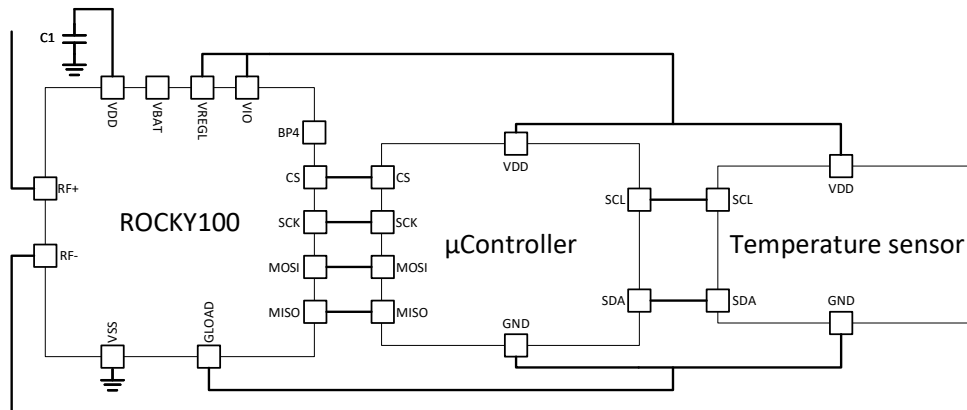 C1
VDD
VBAT
VREGL
VIO
BP4
CS
CS
VDD
VDD
RF+
ROCKY100
SCK
SCK
SCL
SCL
µController
Temperature sensor
RF-
MOSI
MOSI
MISO
MISO
SDA
SDA
VSS
GLOAD
GND
GND